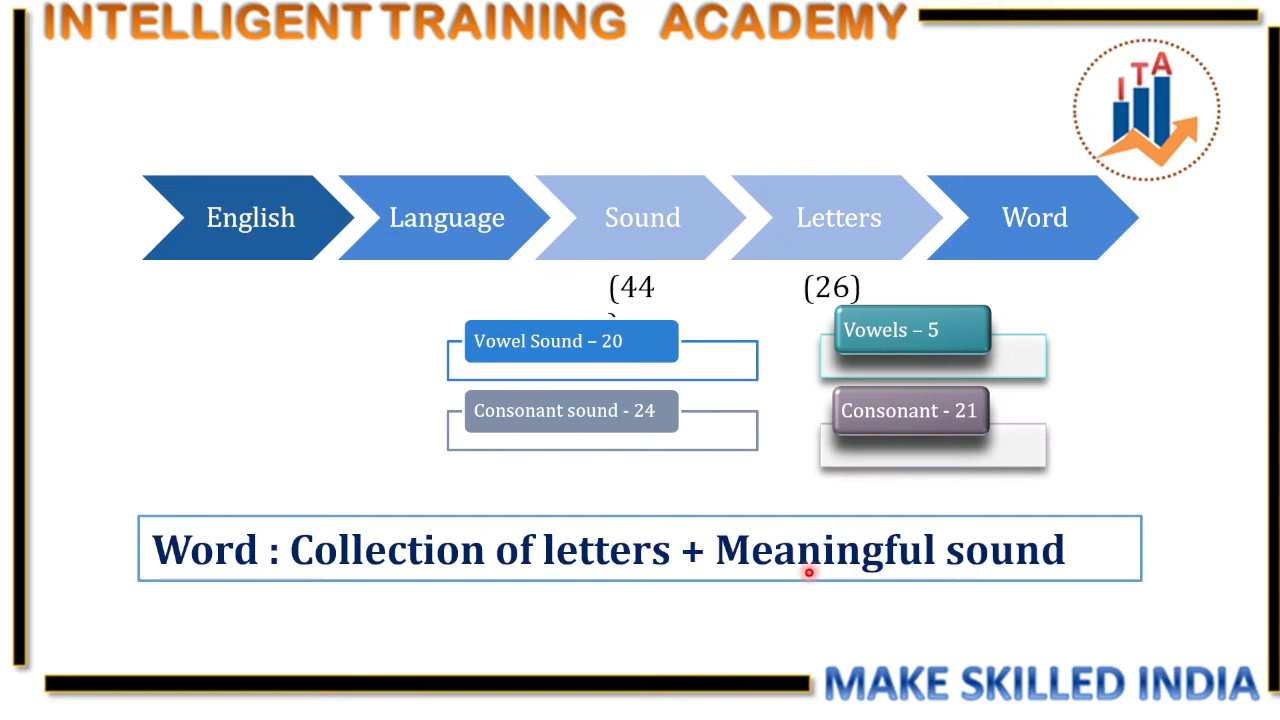 INTELLIGENT TRAINING ACADEMY
ITA
English
Language
Sound
Letters
Word
(44
)
(26)
Vowel Sound – 20
Consonant sound - 24
Vowels – 5
Consonant - 21
Word : Collection of letters + Meaningful sound
MAKE SKILLED INDIA